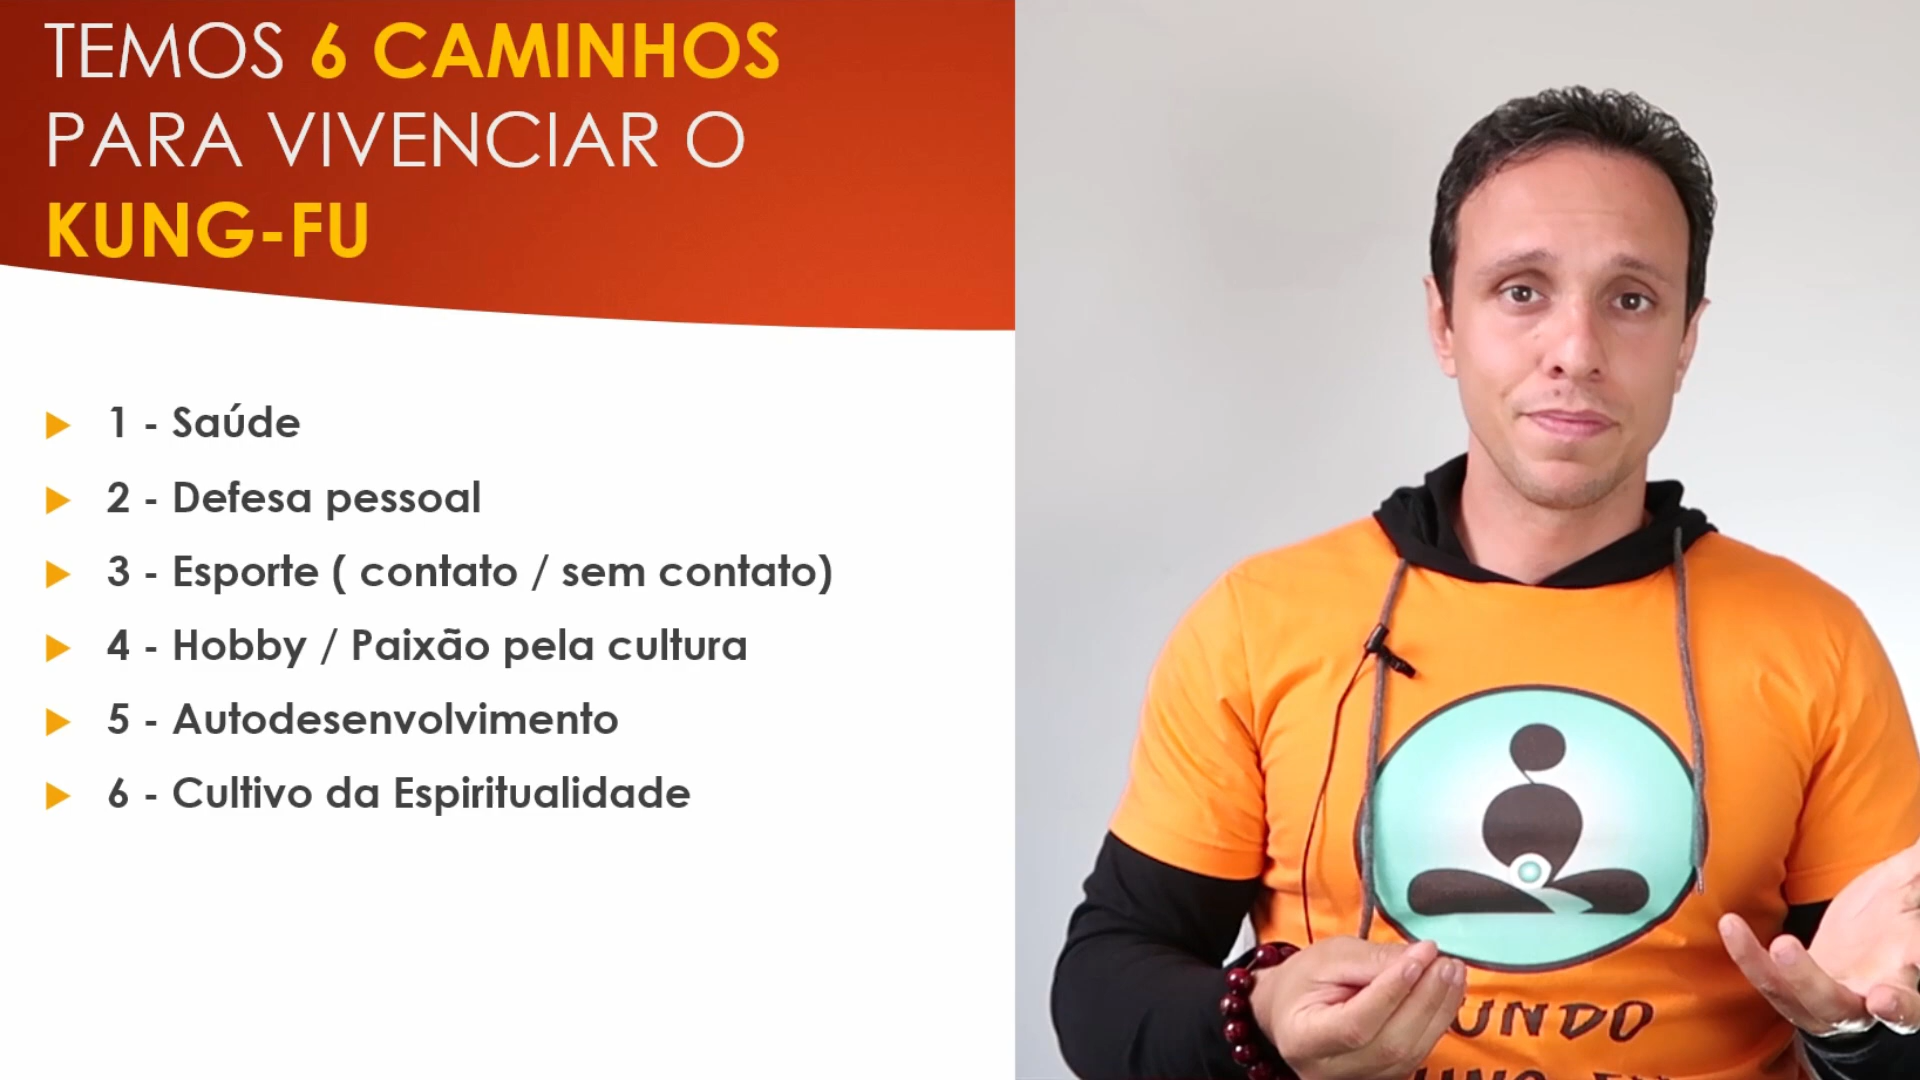 TEMOS 6 CAMINHOS
PARA VIVENCIAR O
KUNG-FU
1 - Saúde
2 - Defesa pessoal
3 - Esporte ( contato / sem contato)
4 - Hobby / Paixão pela cultura
5 - Autodesenvolvimento
6 - Cultivo da Espiritualidade